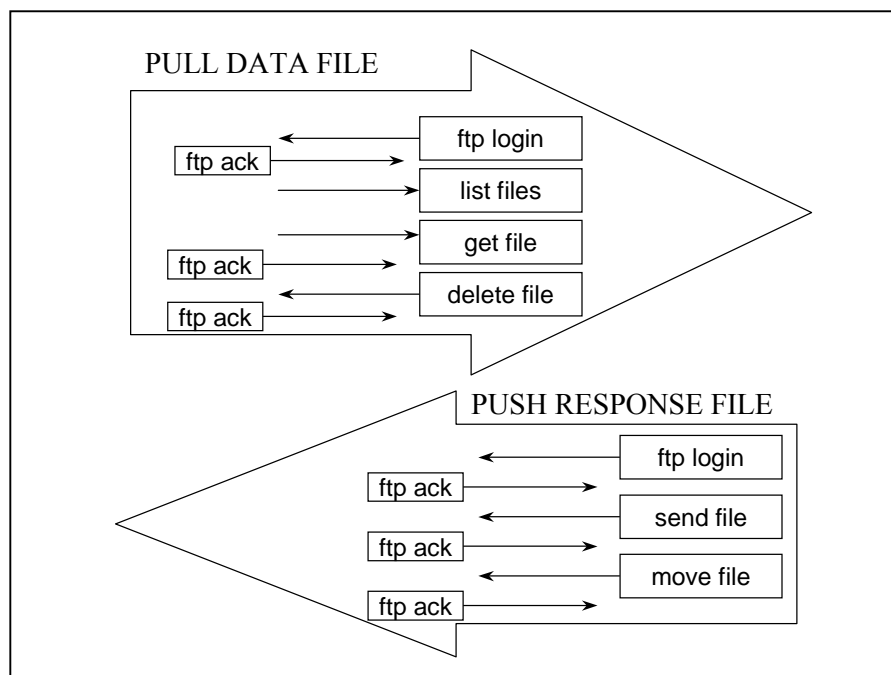 PULL DATA FILE
ftp login
ftp ack
list files
get file
ftp ack
delete file
ftp ack
PUSH RESPONSE FILE
ftp login
ftp ack
send file
ftp ack
move file
ftp ack